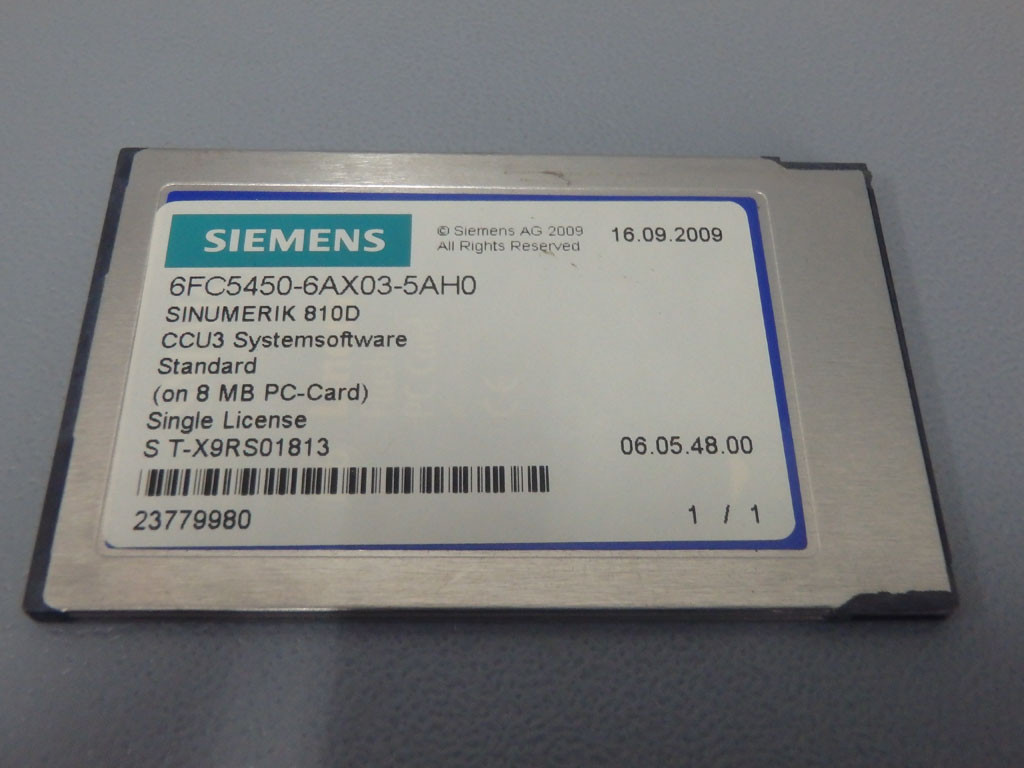 SIEMENS
© Siemens AG 2009
All Rights Reserved
16.09.2009
6FC5450-6AX03-5AH0
SINUMERIK 810D
CCU3 Systemsoftware
Standard
(on 8 MB PC-Card)
Single License
S T-X9RS01813
06.05.48.00
23779980
1 / 1